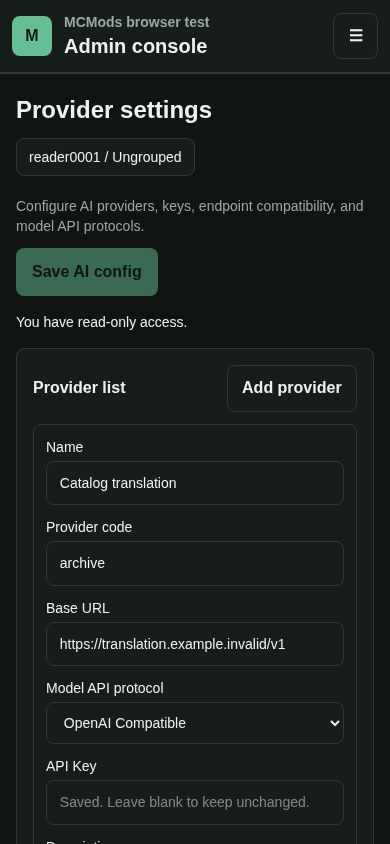 M
MCMods browser test
Admin console
☰
Provider settings
reader0001 / Ungrouped
Configure AI providers, keys, endpoint compatibility, and
model API protocols.
Save AI config
You have read-only access.
Provider list
Add provider
Name
Catalog translation
Provider code
archive
Base URL
https://translation.example.invalid/v1
Model API protocol
OpenAI Compatible
API Key
Saved. Leave blank to keep unchanged.